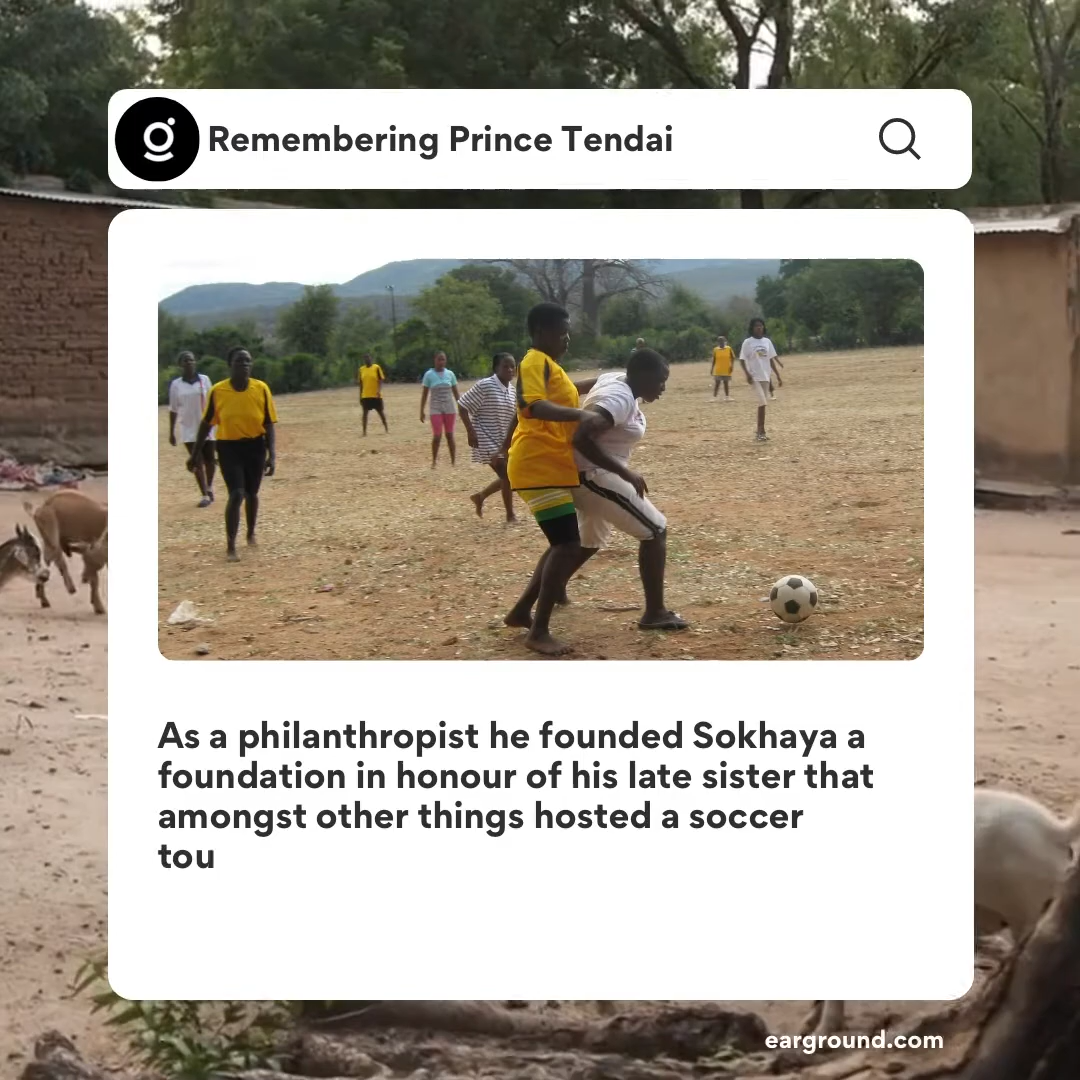 Remembering Prince Tendai
As a philanthropist he founded Sokhaya a
foundation in honour of his late sister that
amongst other things hosted a soccer
tou
earground.com